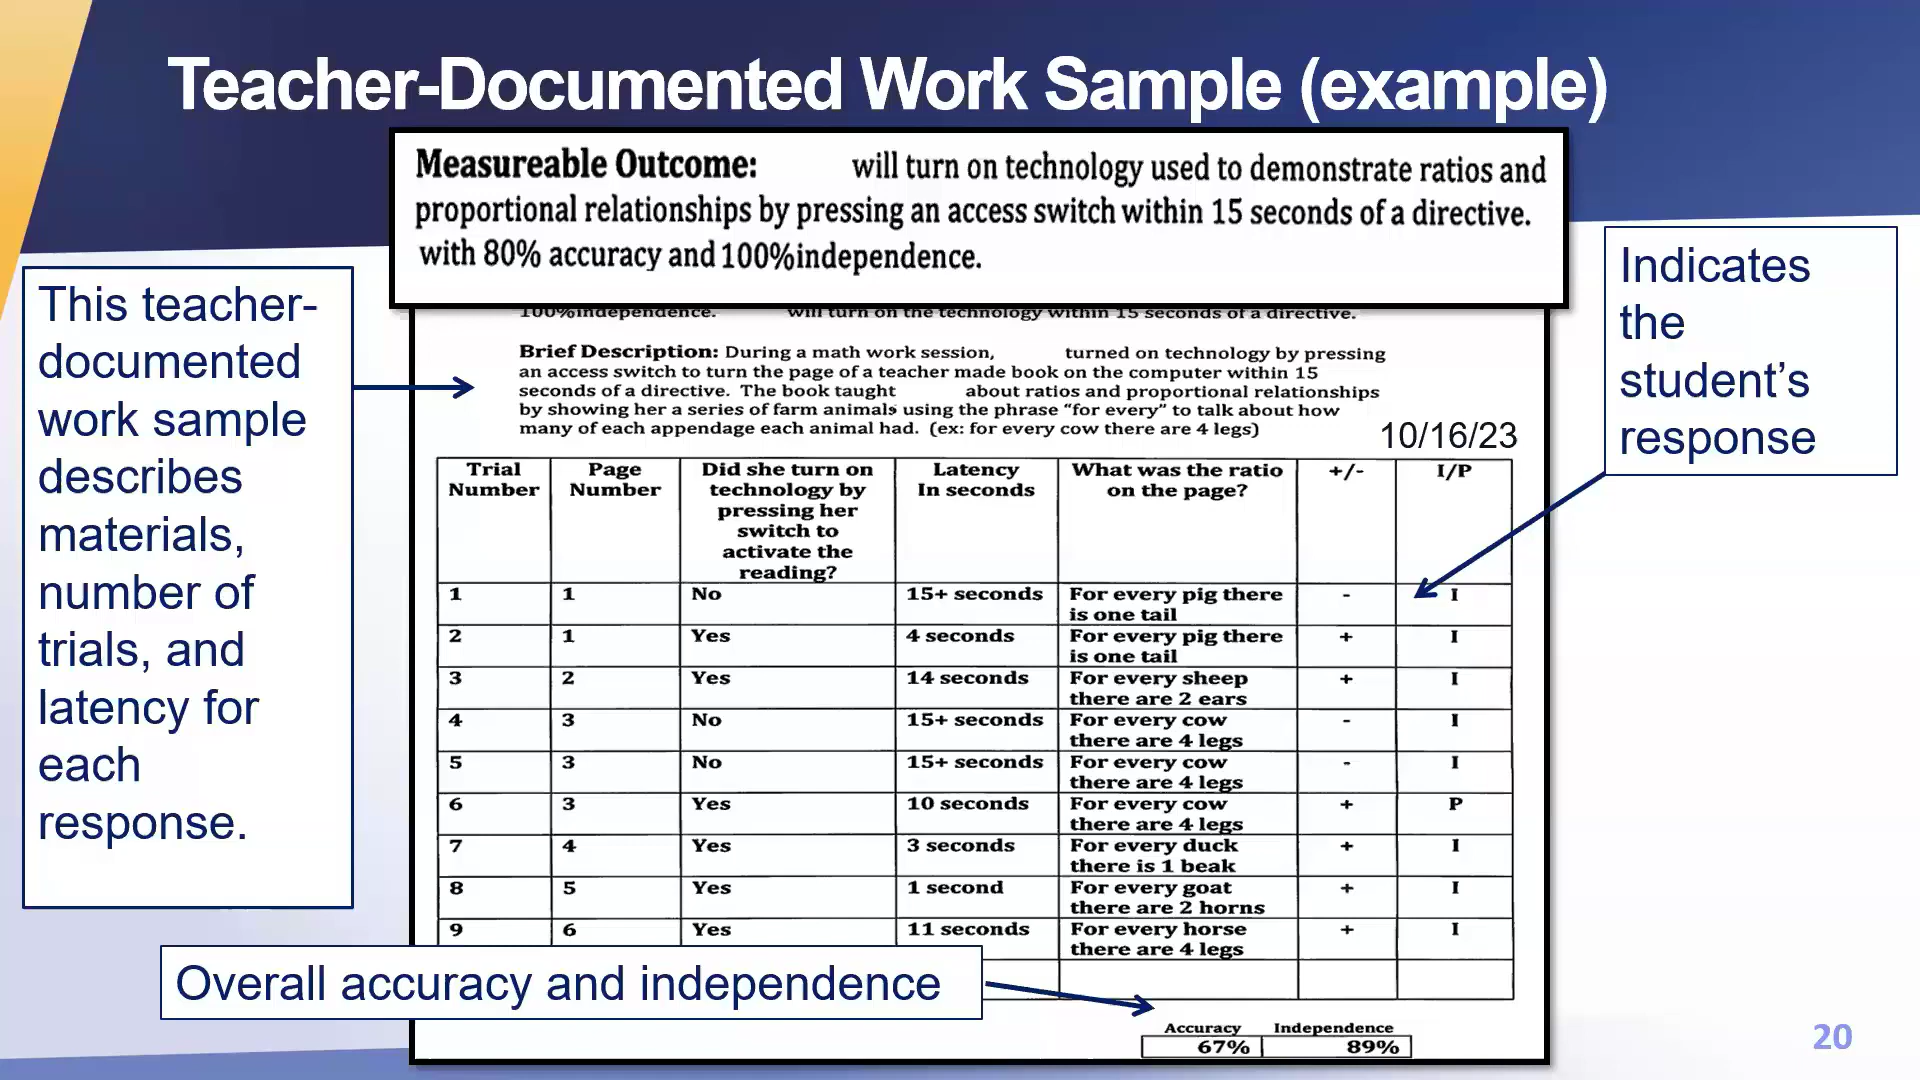 Teacher-Documented Work Sample (example)
Measureable Outcome: will turn on technology used to demonstrate ratios and
proportional relationships by pressing an access switch within 15 seconds of a directive.
with 80% accuracy and 100%independence.
This teacher-
documented
work sample
describes
materials,
number of
trials, and
latency for
each
response.
Indicates
the
student's
response
100%independence. will turn on the technology within 15 seconds of a directive.
Brief Description: During a math work session, turned on technology by pressing
an access switch to turn the page of a teacher made book on the computer within 15
seconds of a directive. The book taught about ratios and proportional relationships
by showing her a series of farm animals using the phrase "for every" to talk about how
many of each appendage each animal had. (ex: for every cow there are 4 legs)
10/16/23
Trial Number Page Number Did she turn on technology by pressing her switch to activate the reading? Latency In seconds What was the ratio on the page? +/- I/P
1 1 No 15+ seconds For every pig there is one tail - I
2 1 Yes 4 seconds For every pig there is one tail + I
3 2 Yes 14 seconds For every sheep there are 2 ears + I
4 3 No 15+ seconds For every cow there are 4 legs - I
5 3 No 15+ seconds For every cow there are 4 legs - I
6 3 Yes 10 seconds For every cow there are 4 legs + P
7 4 Yes 3 seconds For every duck there is 1 beak + I
8 5 Yes 1 second For every goat there are 2 horns + I
9 6 Yes 11 seconds For every horse there are 4 legs + I
Overall accuracy and independence
Accuracy Independence
67% 89%
20